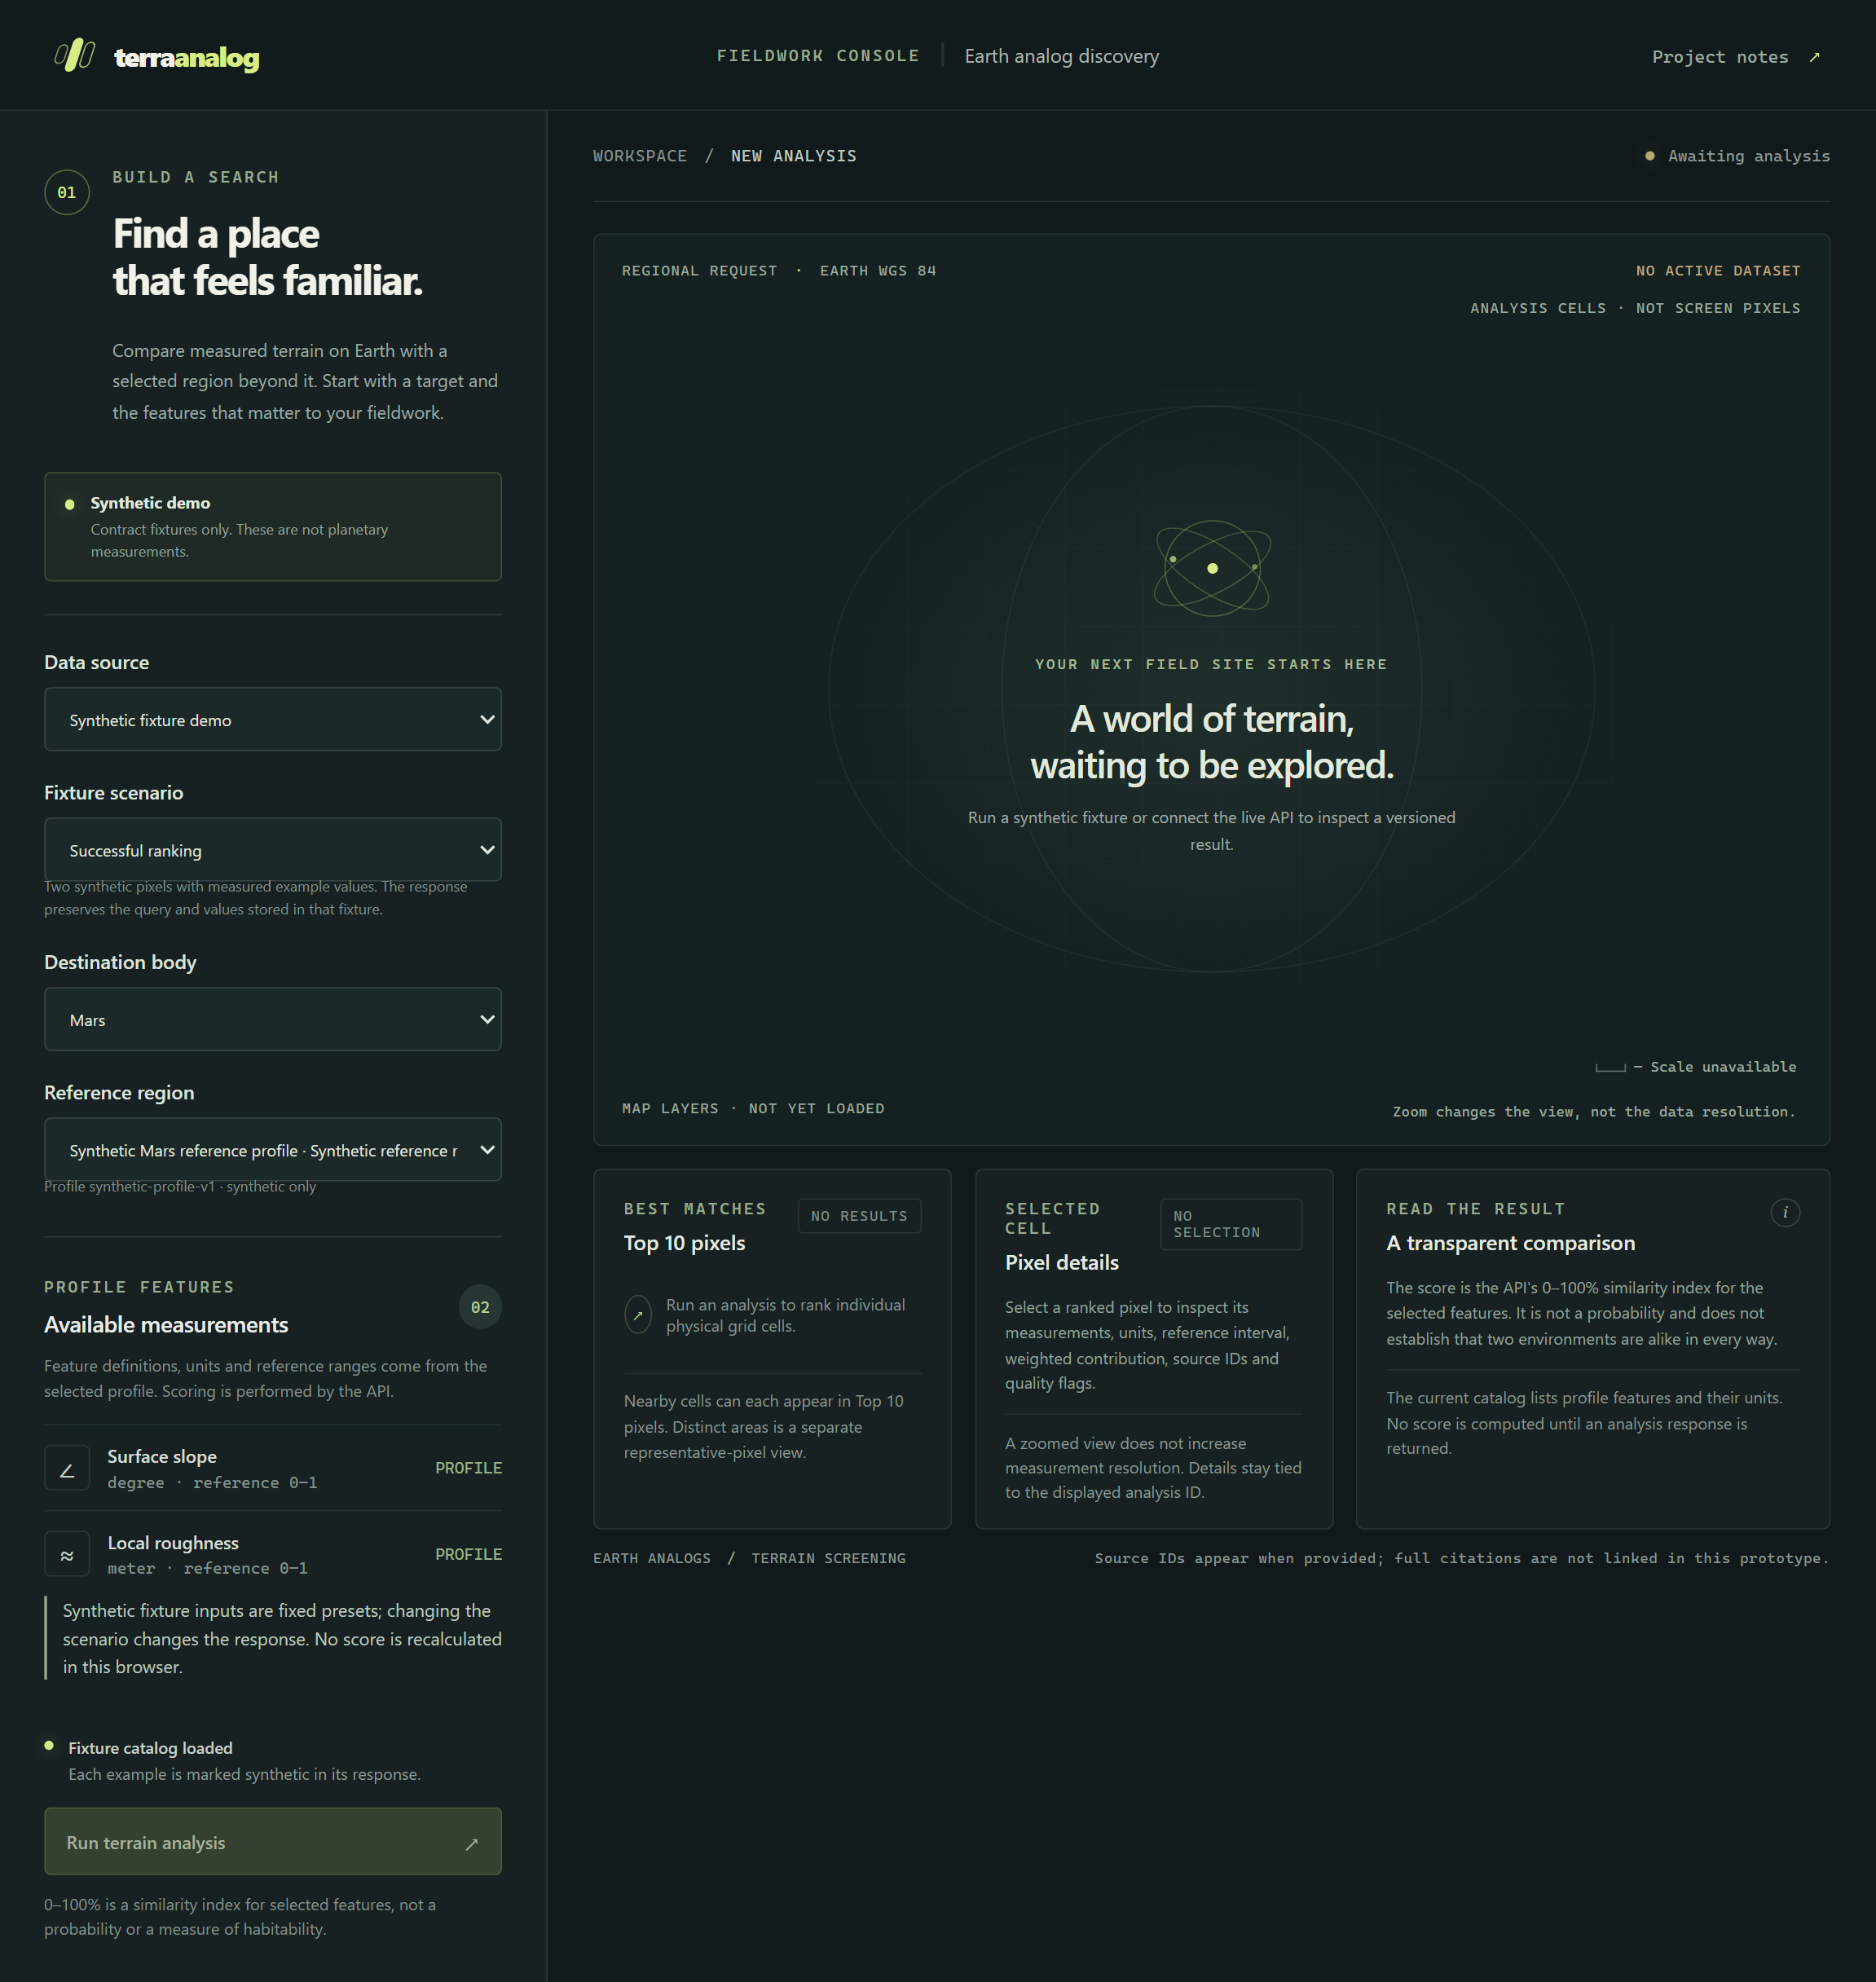 terraanalog
FIELDWORK CONSOLE
Earth analog discovery
Project notes ↗
01
BUILD A SEARCH
Find a place
that feels familiar.
Compare measured terrain on Earth with a
selected region beyond it. Start with a target and
the features that matter to your fieldwork.
Synthetic demo
Contract fixtures only. These are not planetary
measurements.
Data source
Synthetic fixture demo
Fixture scenario
Successful ranking
Two synthetic pixels with measured example values. The response
preserves the query and values stored in that fixture.
Destination body
Mars
Reference region
Synthetic Mars reference profile · Synthetic reference r
Profile synthetic-profile-v1 · synthetic only
PROFILE FEATURES
02
Available measurements
Feature definitions, units and reference ranges come from the
selected profile. Scoring is performed by the API.
∠
Surface slope
degree · reference 0–1
PROFILE
≈
Local roughness
meter · reference 0–1
PROFILE
Synthetic fixture inputs are fixed presets; changing the
scenario changes the response. No score is recalculated
in this browser.
Fixture catalog loaded
Each example is marked synthetic in its response.
Run terrain analysis ↗
0–100% is a similarity index for selected features, not a
probability or a measure of habitability.
WORKSPACE / NEW ANALYSIS
Awaiting analysis
REGIONAL REQUEST · EARTH WGS 84
NO ACTIVE DATASET
ANALYSIS CELLS · NOT SCREEN PIXELS
YOUR NEXT FIELD SITE STARTS HERE
A world of terrain,
waiting to be explored.
Run a synthetic fixture or connect the live API to inspect a versioned
result.
— Scale unavailable
MAP LAYERS · NOT YET LOADED
Zoom changes the view, not the data resolution.
BEST MATCHES
NO RESULTS
Top 10 pixels
↗
Run an analysis to rank individual
physical grid cells.
Nearby cells can each appear in Top 10
pixels. Distinct areas is a separate
representative-pixel view.
SELECTED
CELL
NO
SELECTION
Pixel details
Select a ranked pixel to inspect its
measurements, units, reference interval,
weighted contribution, source IDs and
quality flags.
A zoomed view does not increase
measurement resolution. Details stay tied
to the displayed analysis ID.
READ THE RESULT
i
A transparent comparison
The score is the API's 0–100% similarity index for the
selected features. It is not a probability and does not
establish that two environments are alike in every way.
The current catalog lists profile features and their units.
No score is computed until an analysis response is
returned.
EARTH ANALOGS / TERRAIN SCREENING
Source IDs appear when provided; full citations are not linked in this prototype.